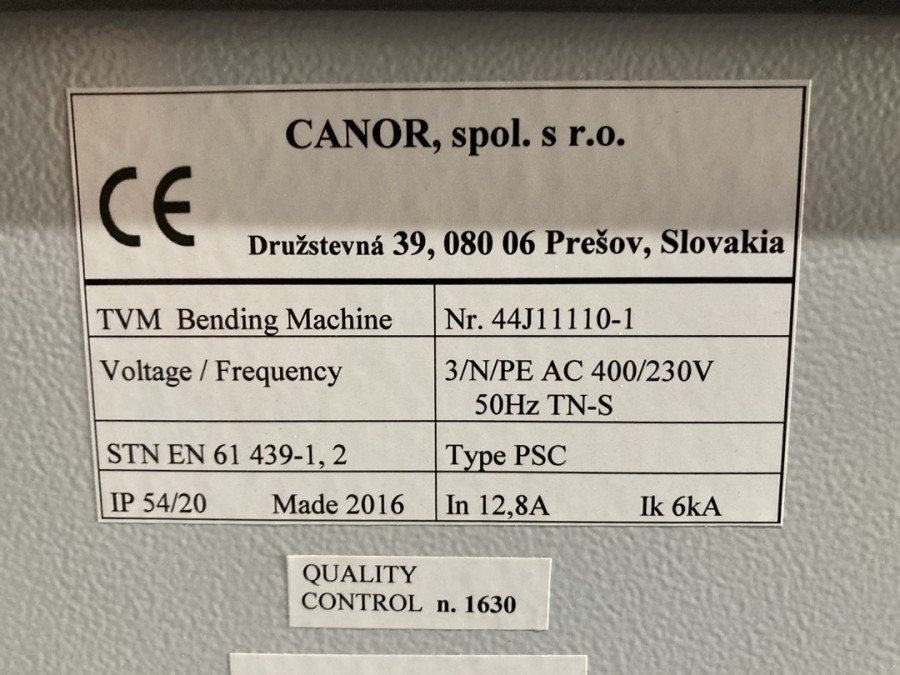 CANOR, spol. s r.o.
CE
Družstevná 39, 080 06 Prešov, Slovakia
TVM Bending Machine Nr. 44J11110-1
Voltage / Frequency 3/N/PE AC 400/230V
50Hz TN-S
STN EN 61 439-1, 2 Type PSC
IP 54/20 Made 2016 In 12,8A Ik 6kA
QUALITY
CONTROL n. 1630